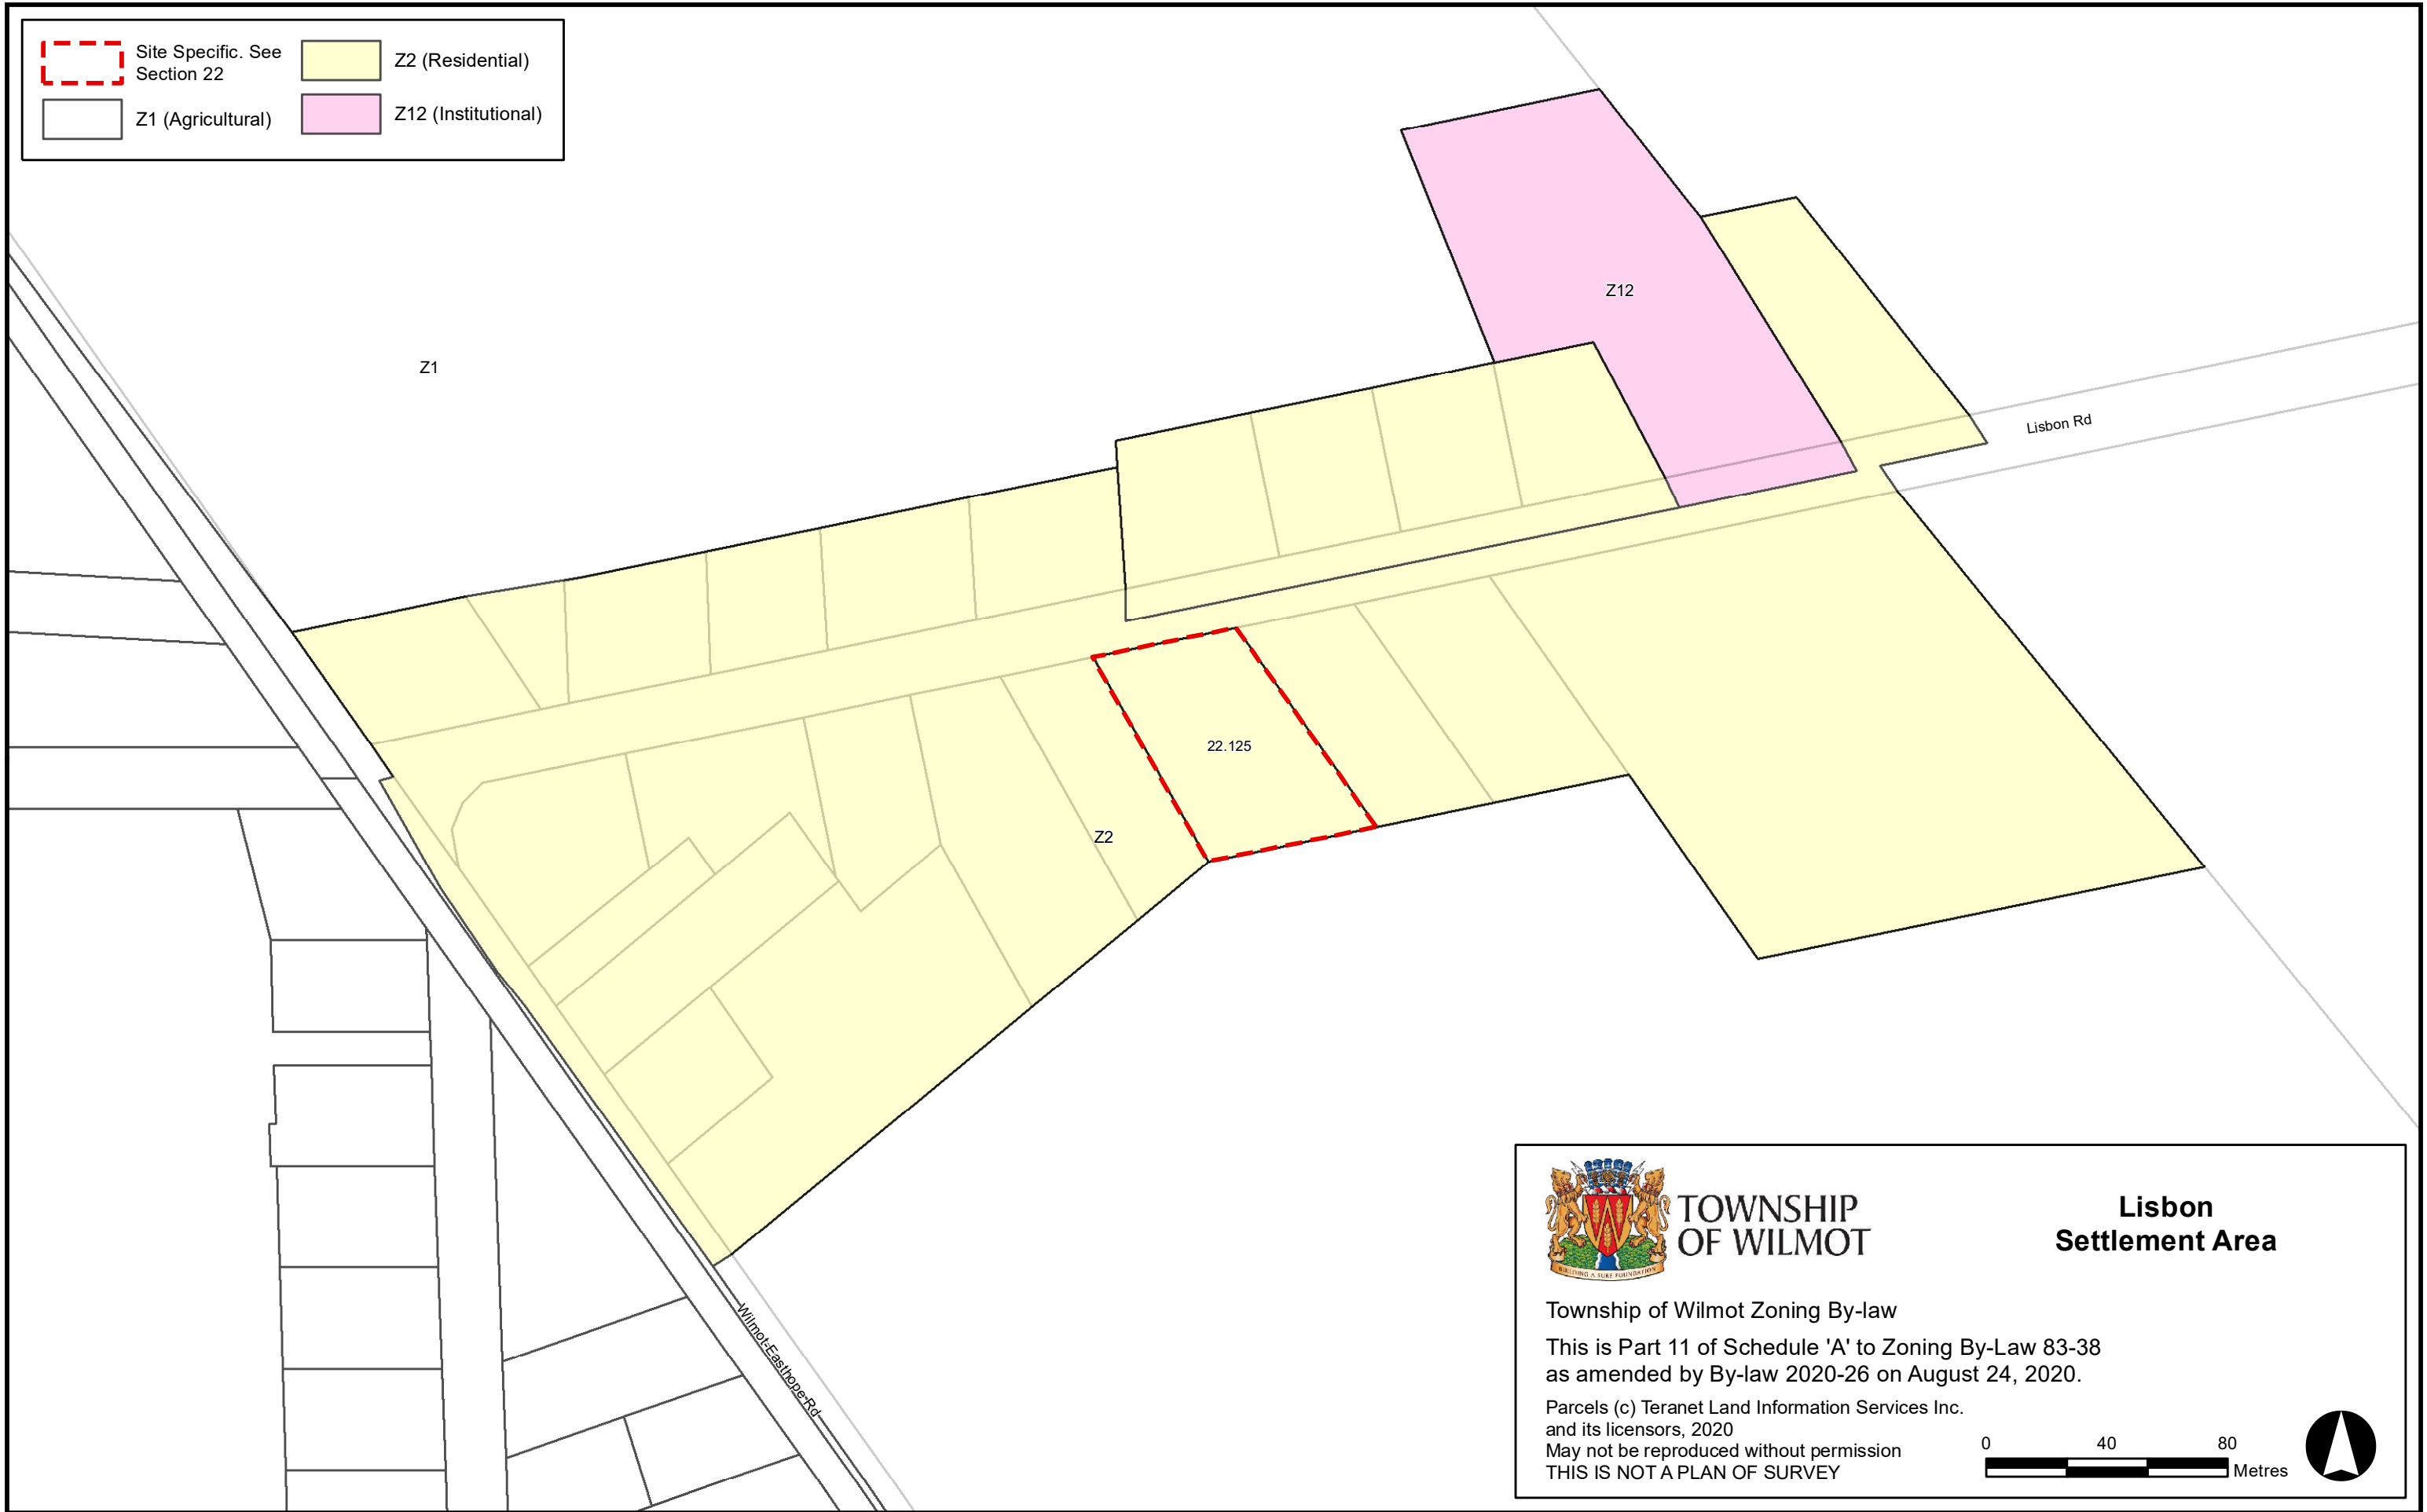 Site Specific. See
Section 22
Z1 (Agricultural)
Z2 (Residential)
Z12 (Institutional)
Z12
Z1
Lisbon Rd
22.125
Z2
Wilmot-Easthope-Rd
BUILDING A SURE FOUNDATION
TOWNSHIP
OF WILMOT
Lisbon
Settlement Area
Township of Wilmot Zoning By-law
This is Part 11 of Schedule 'A' to Zoning By-Law 83-38
as amended by By-law 2020-26 on August 24, 2020.
Parcels (c) Teranet Land Information Services Inc.
and its licensors, 2020
May not be reproduced without permission
THIS IS NOT A PLAN OF SURVEY
0 40 80
Metres